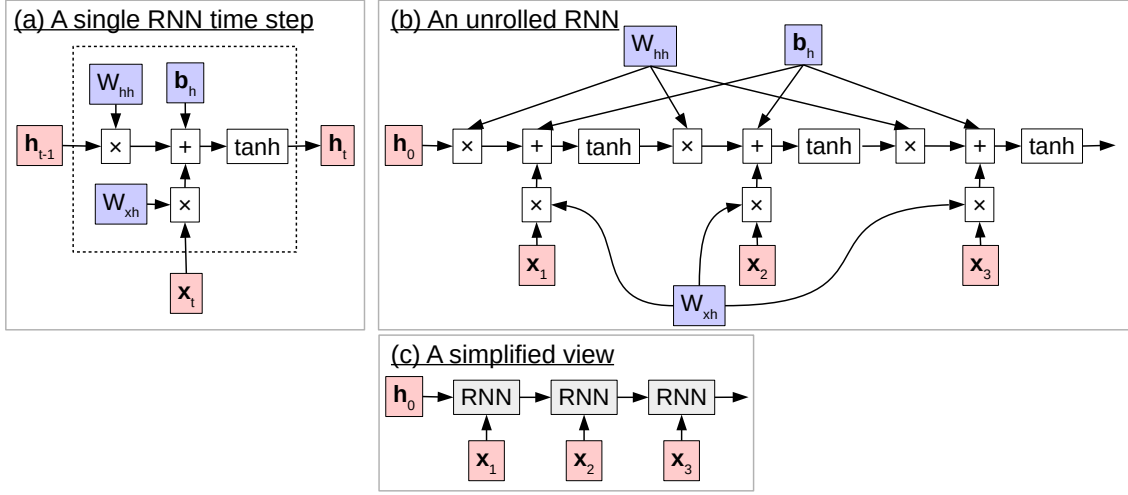 (a) A single RNN time step
W_hh b_h
h_t-1 × + tanh h_t
W_xh ×
x_t
(b) An unrolled RNN
W_hh b_h
h_0 × + tanh × + tanh × + tanh
× × ×
x_1 x_2 x_3
W_xh
(c) A simplified view
h_0 RNN RNN RNN
x_1 x_2 x_3